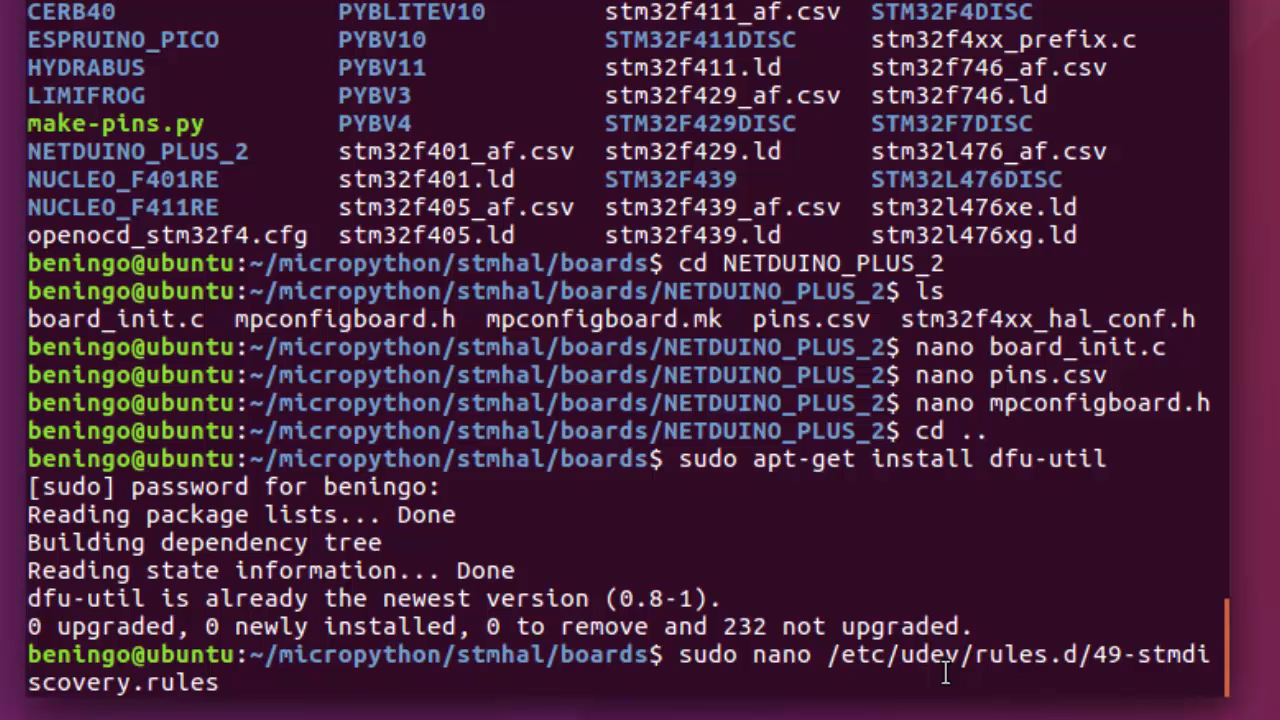 CERB40 PYBLITEV10 stm32f411_af.csv STM32F4DISC
ESPRUINO_PICO PYBV10 STM32F411DISC stm32f4xx_prefix.c
HYDRABUS PYBV11 stm32f411.ld stm32f746_af.csv
LIMIFROG PYBV3 stm32f429_af.csv stm32f746.ld
make-pins.py PYBV4 STM32F429DISC STM32F7DISC
NETDUINO_PLUS_2 stm32f401_af.csv stm32f429.ld stm32l476_af.csv
NUCLEO_F401RE stm32f401.ld STM32F439 STM32L476DISC
NUCLEO_F411RE stm32f405_af.csv stm32f439_af.csv stm32l476xe.ld
openocd_stm32f4.cfg stm32f405.ld stm32f439.ld stm32l476xg.ld
beningo@ubuntu:~/micropython/stmhal/boards$ cd NETDUINO_PLUS_2
beningo@ubuntu:~/micropython/stmhal/boards/NETDUINO_PLUS_2$ ls
board_init.c mpconfigboard.h mpconfigboard.mk pins.csv stm32f4xx_hal_conf.h
beningo@ubuntu:~/micropython/stmhal/boards/NETDUINO_PLUS_2$ nano board_init.c
beningo@ubuntu:~/micropython/stmhal/boards/NETDUINO_PLUS_2$ nano pins.csv
beningo@ubuntu:~/micropython/stmhal/boards/NETDUINO_PLUS_2$ nano mpconfigboard.h
beningo@ubuntu:~/micropython/stmhal/boards/NETDUINO_PLUS_2$ cd ..
beningo@ubuntu:~/micropython/stmhal/boards$ sudo apt-get install dfu-util
[sudo] password for beningo:
Reading package lists... Done
Building dependency tree
Reading state information... Done
dfu-util is already the newest version (0.8-1).
0 upgraded, 0 newly installed, 0 to remove and 232 not upgraded.
beningo@ubuntu:~/micropython/stmhal/boards$ sudo nano /etc/udev/rules.d/49-stmdi
scovery.rules